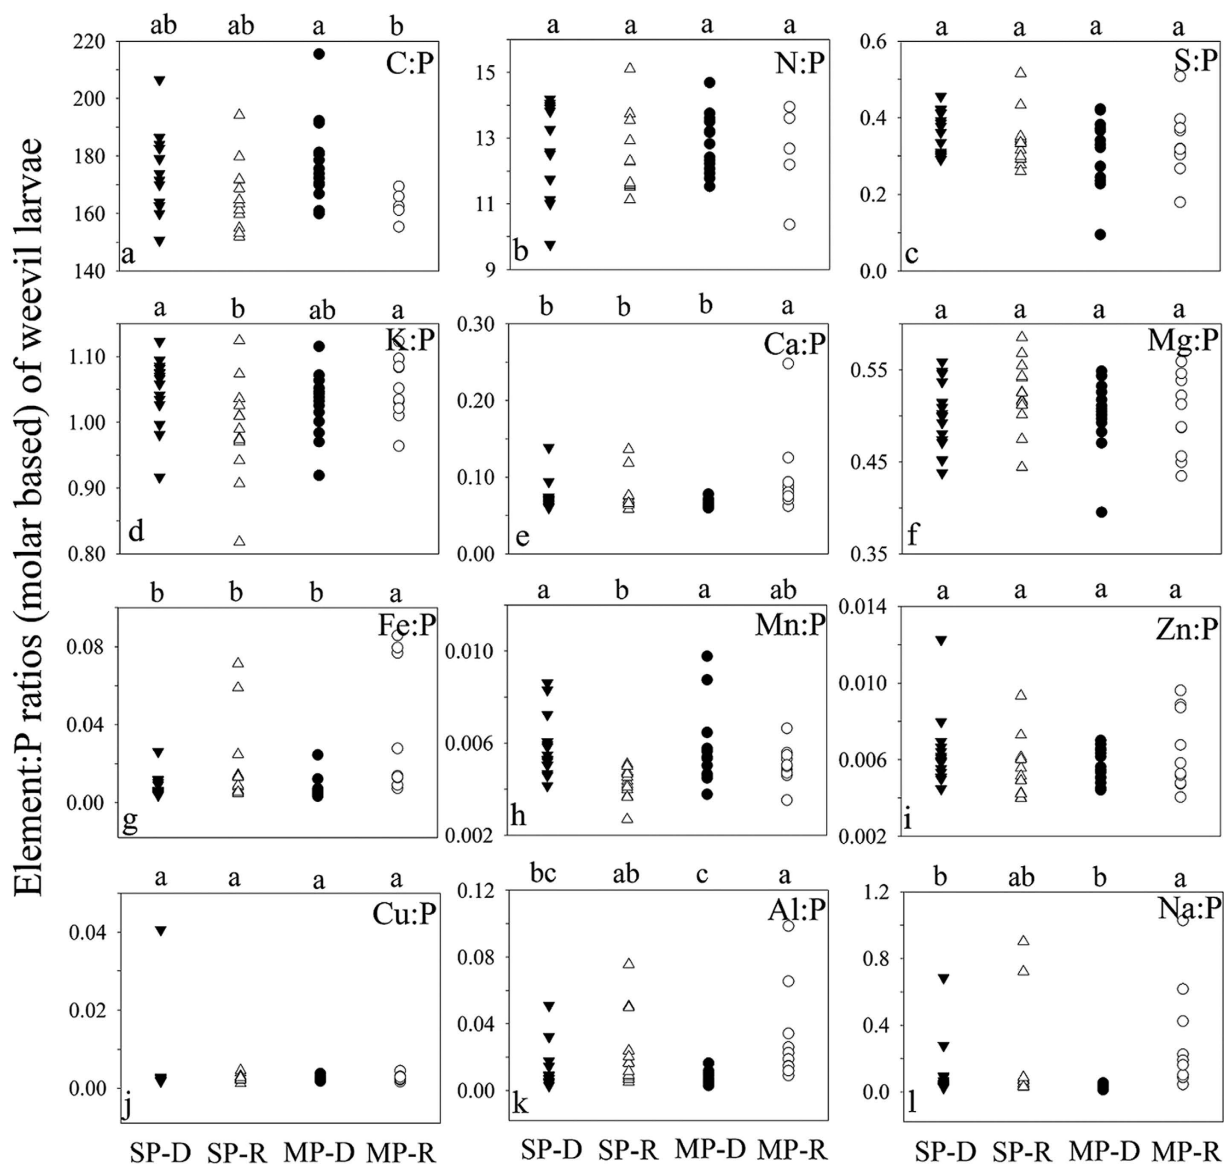 Element:P ratios (molar based) of weevil larvae
ab ab a b
C:P
220
200
180
160
140
a
a a a a
N:P
15
13
11
9
b
a a a a
S:P
0.6
0.4
0.2
0.0
c
a b ab a
K:P
1.10
1.00
0.90
0.80
d
b b b a
Ca:P
0.30
0.20
0.10
0.00
e
a a a a
Mg:P
0.55
0.45
0.35
f
b b b a
Fe:P
0.08
0.04
0.00
g
a b a ab
Mn:P
0.010
0.006
0.002
h
a a a a
Zn:P
0.014
0.010
0.006
0.002
i
a a a a
Cu:P
0.04
0.02
0.00
j
bc ab c a
Al:P
0.12
0.08
0.04
0.00
k
b ab b a
Na:P
1.2
0.8
0.4
0.0
l
SP-D SP-R MP-D MP-R SP-D SP-R MP-D MP-R SP-D SP-R MP-D MP-R